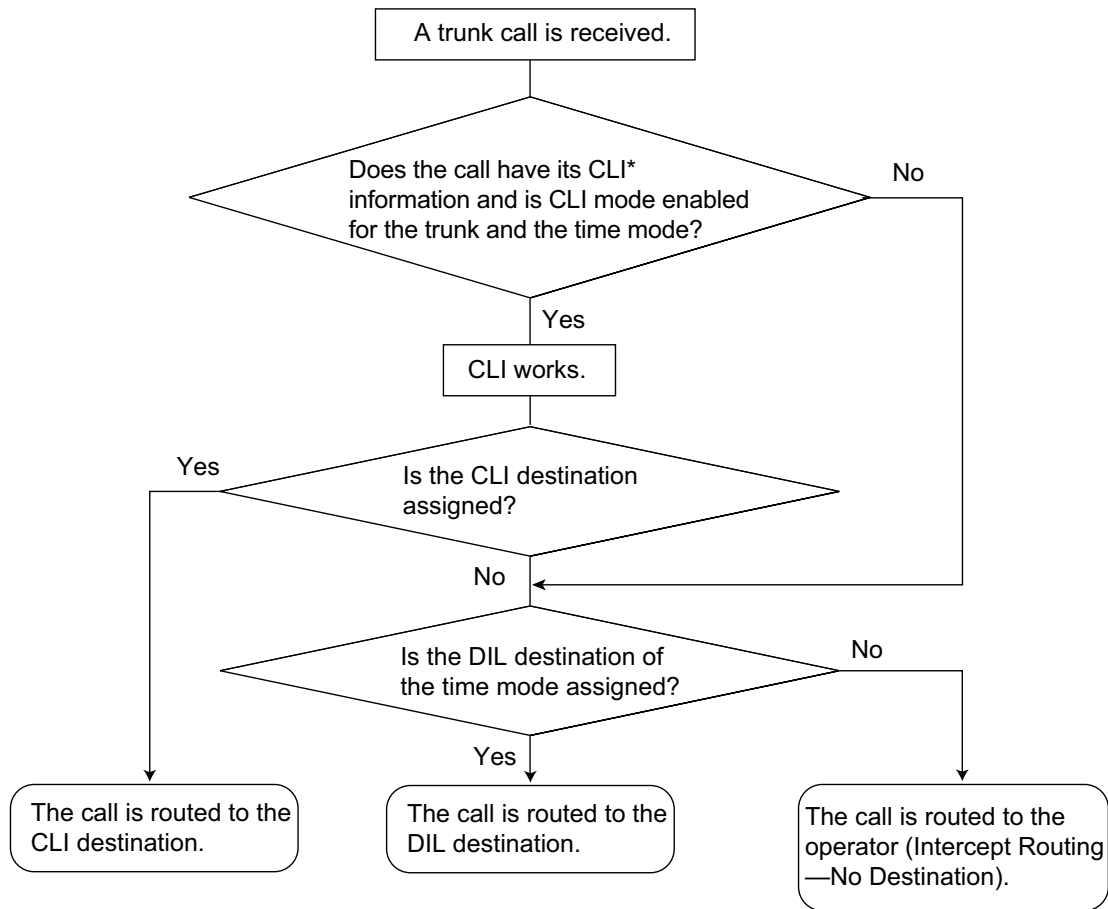 A trunk call is received.
Does the call have its CLI*
information and is CLI mode enabled
for the trunk and the time mode?
No
Yes
CLI works.
Yes
Is the CLI destination
assigned?
No
Is the DIL destination of
the time mode assigned?
No
Yes
The call is routed to the
CLI destination.
The call is routed to the
DIL destination.
The call is routed to the
operator (Intercept Routing
—No Destination).